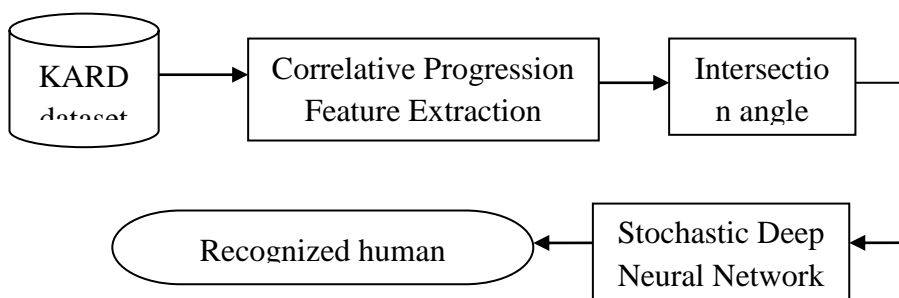 KARD
dataset
Correlative Progression
Feature Extraction
Intersectio
n angle
Stochastic Deep
Neural Network
Recognized human